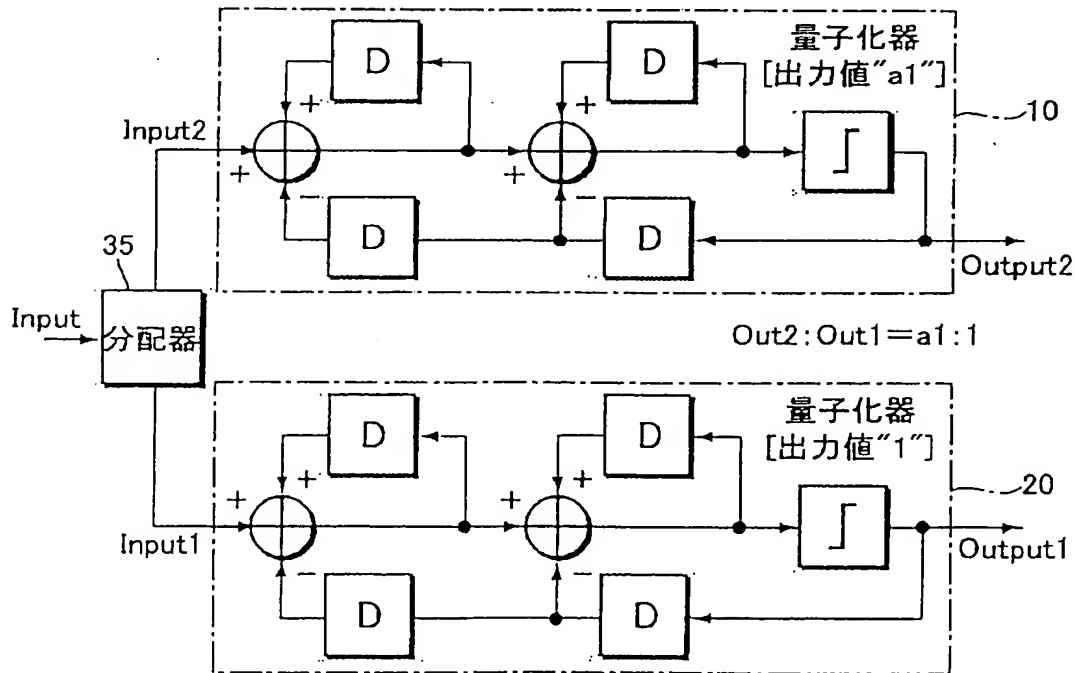 量子化器
[出力値"a1"]
10
D
D
+
+
Input2
+
+
−
−
D
D
Output2
35
Input
分配器
Out2:Out1=a1:1
量子化器
[出力値"1"]
20
D
D
+
+
+
+
Input1
−
−
D
D
Output1